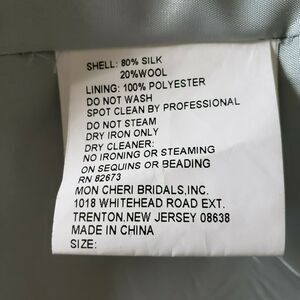 SHELL: 80% SILK
20%WOOL
LINING: 100% POLYESTER
DO NOT WASH
SPOT CLEAN BY PROFESSIONAL
DO NOT STEAM
DRY IRON ONLY
DRY CLEANER:
NO IRONING OR STEAMING
ON SEQUINS OR BEADING
RN 82673
MON CHERI BRIDALS,INC.
1018 WHITEHEAD ROAD EXT.
TRENTON,NEW JERSEY 08638
MADE IN CHINA
SIZE: